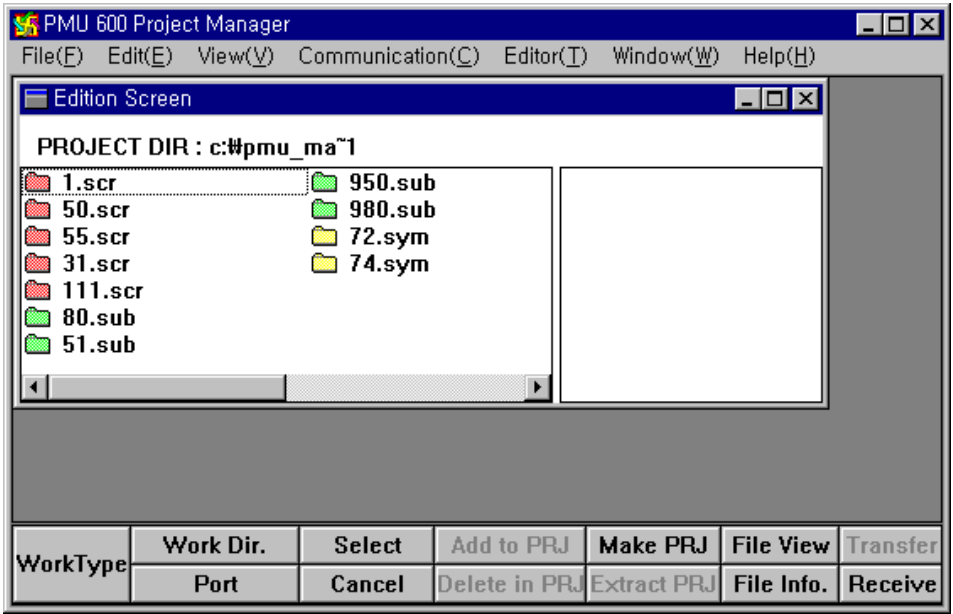 PMU 600 Project Manager
File(F) Edit(E) View(V) Communication(C) Editor(T) Window(W) Help(H)
Edition Screen
PROJECT DIR : c:₩pmu_ma~1
1.scr
50.scr
55.scr
31.scr
111.scr
80.sub
51.sub
950.sub
980.sub
72.sym
74.sym
WorkType
Work Dir. Select Add to PRJ Make PRJ File View Transfer
Port Cancel Delete in PRJ Extract PRJ File Info. Receive